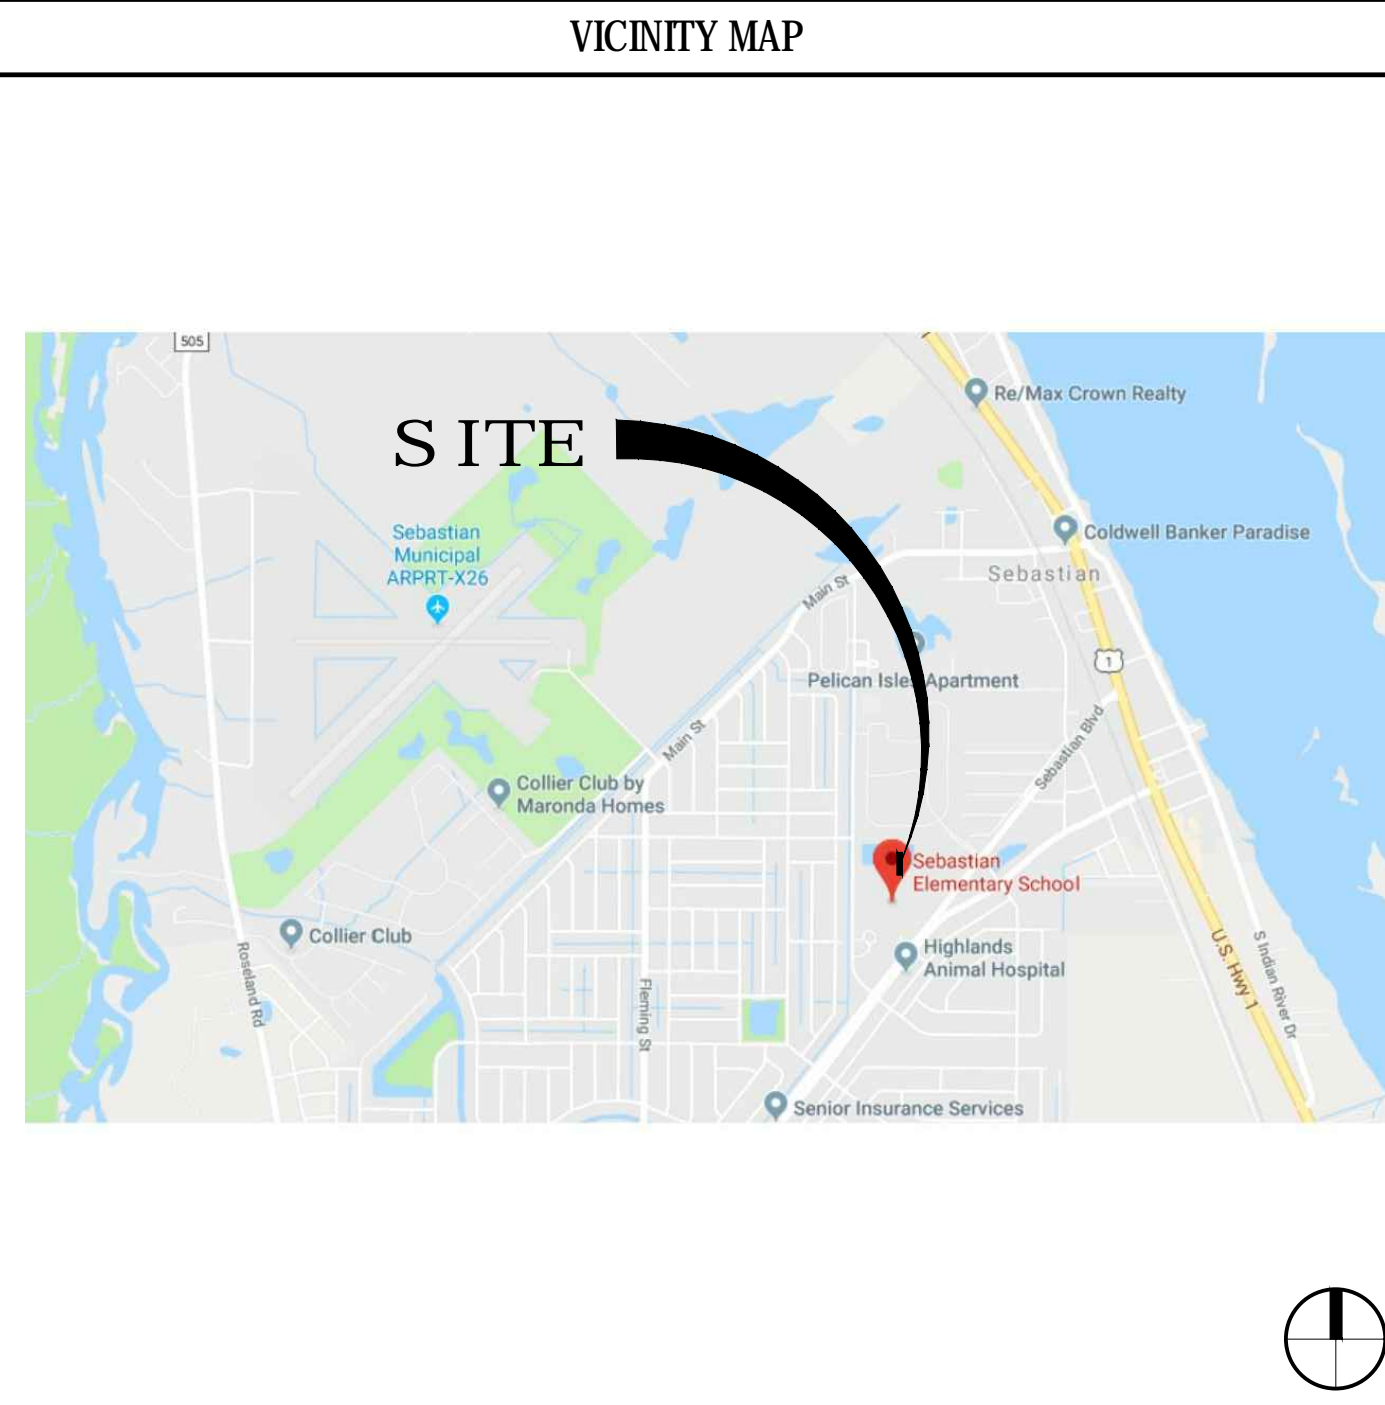 VICINITY MAP
505
Re/Max Crown Realty
SITE
Sebastian
Municipal
ARPRT-X26
Coldwell Banker Paradise
Sebastian
Main St
1
Pelican Isles Apartment
Main St
Sebastian Blvd
Collier Club by
Maronda Homes
Sebastian
Elementary School
Collier Club
Highlands
Animal Hospital
Roseland Rd
Fleming St
U.S. Hwy 1
S Indian River Dr
Senior Insurance Services